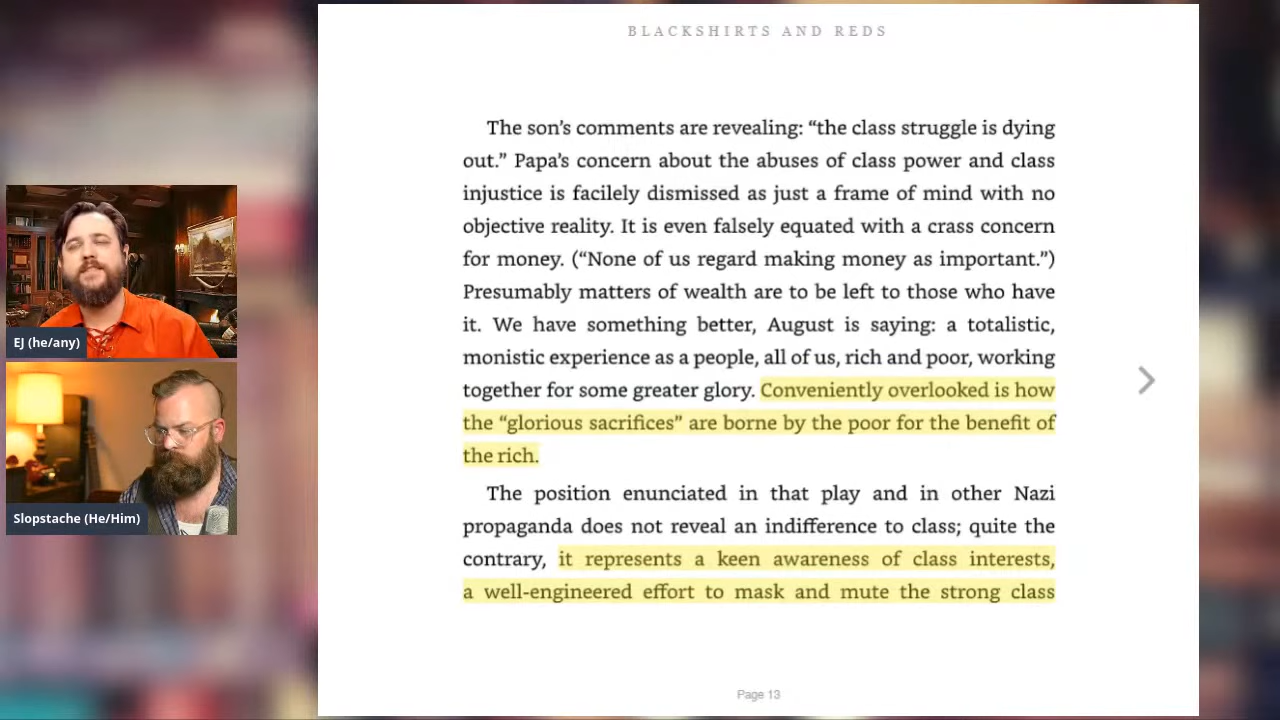 BLACKSHIRTS AND REDS
The son’s comments are revealing: “the class struggle is dying
out.” Papa’s concern about the abuses of class power and class
injustice is facilely dismissed as just a frame of mind with no
objective reality. It is even falsely equated with a crass concern
for money. (“None of us regard making money as important.”)
Presumably matters of wealth are to be left to those who have
it. We have something better, August is saying: a totalistic,
monistic experience as a people, all of us, rich and poor, working
together for some greater glory. Conveniently overlooked is how
the “glorious sacrifices” are borne by the poor for the benefit of
the rich.
The position enunciated in that play and in other Nazi
propaganda does not reveal an indifference to class; quite the
contrary, it represents a keen awareness of class interests,
a well-engineered effort to mask and mute the strong class
Page 13
EJ (he/any)
Slopstache (He/Him)